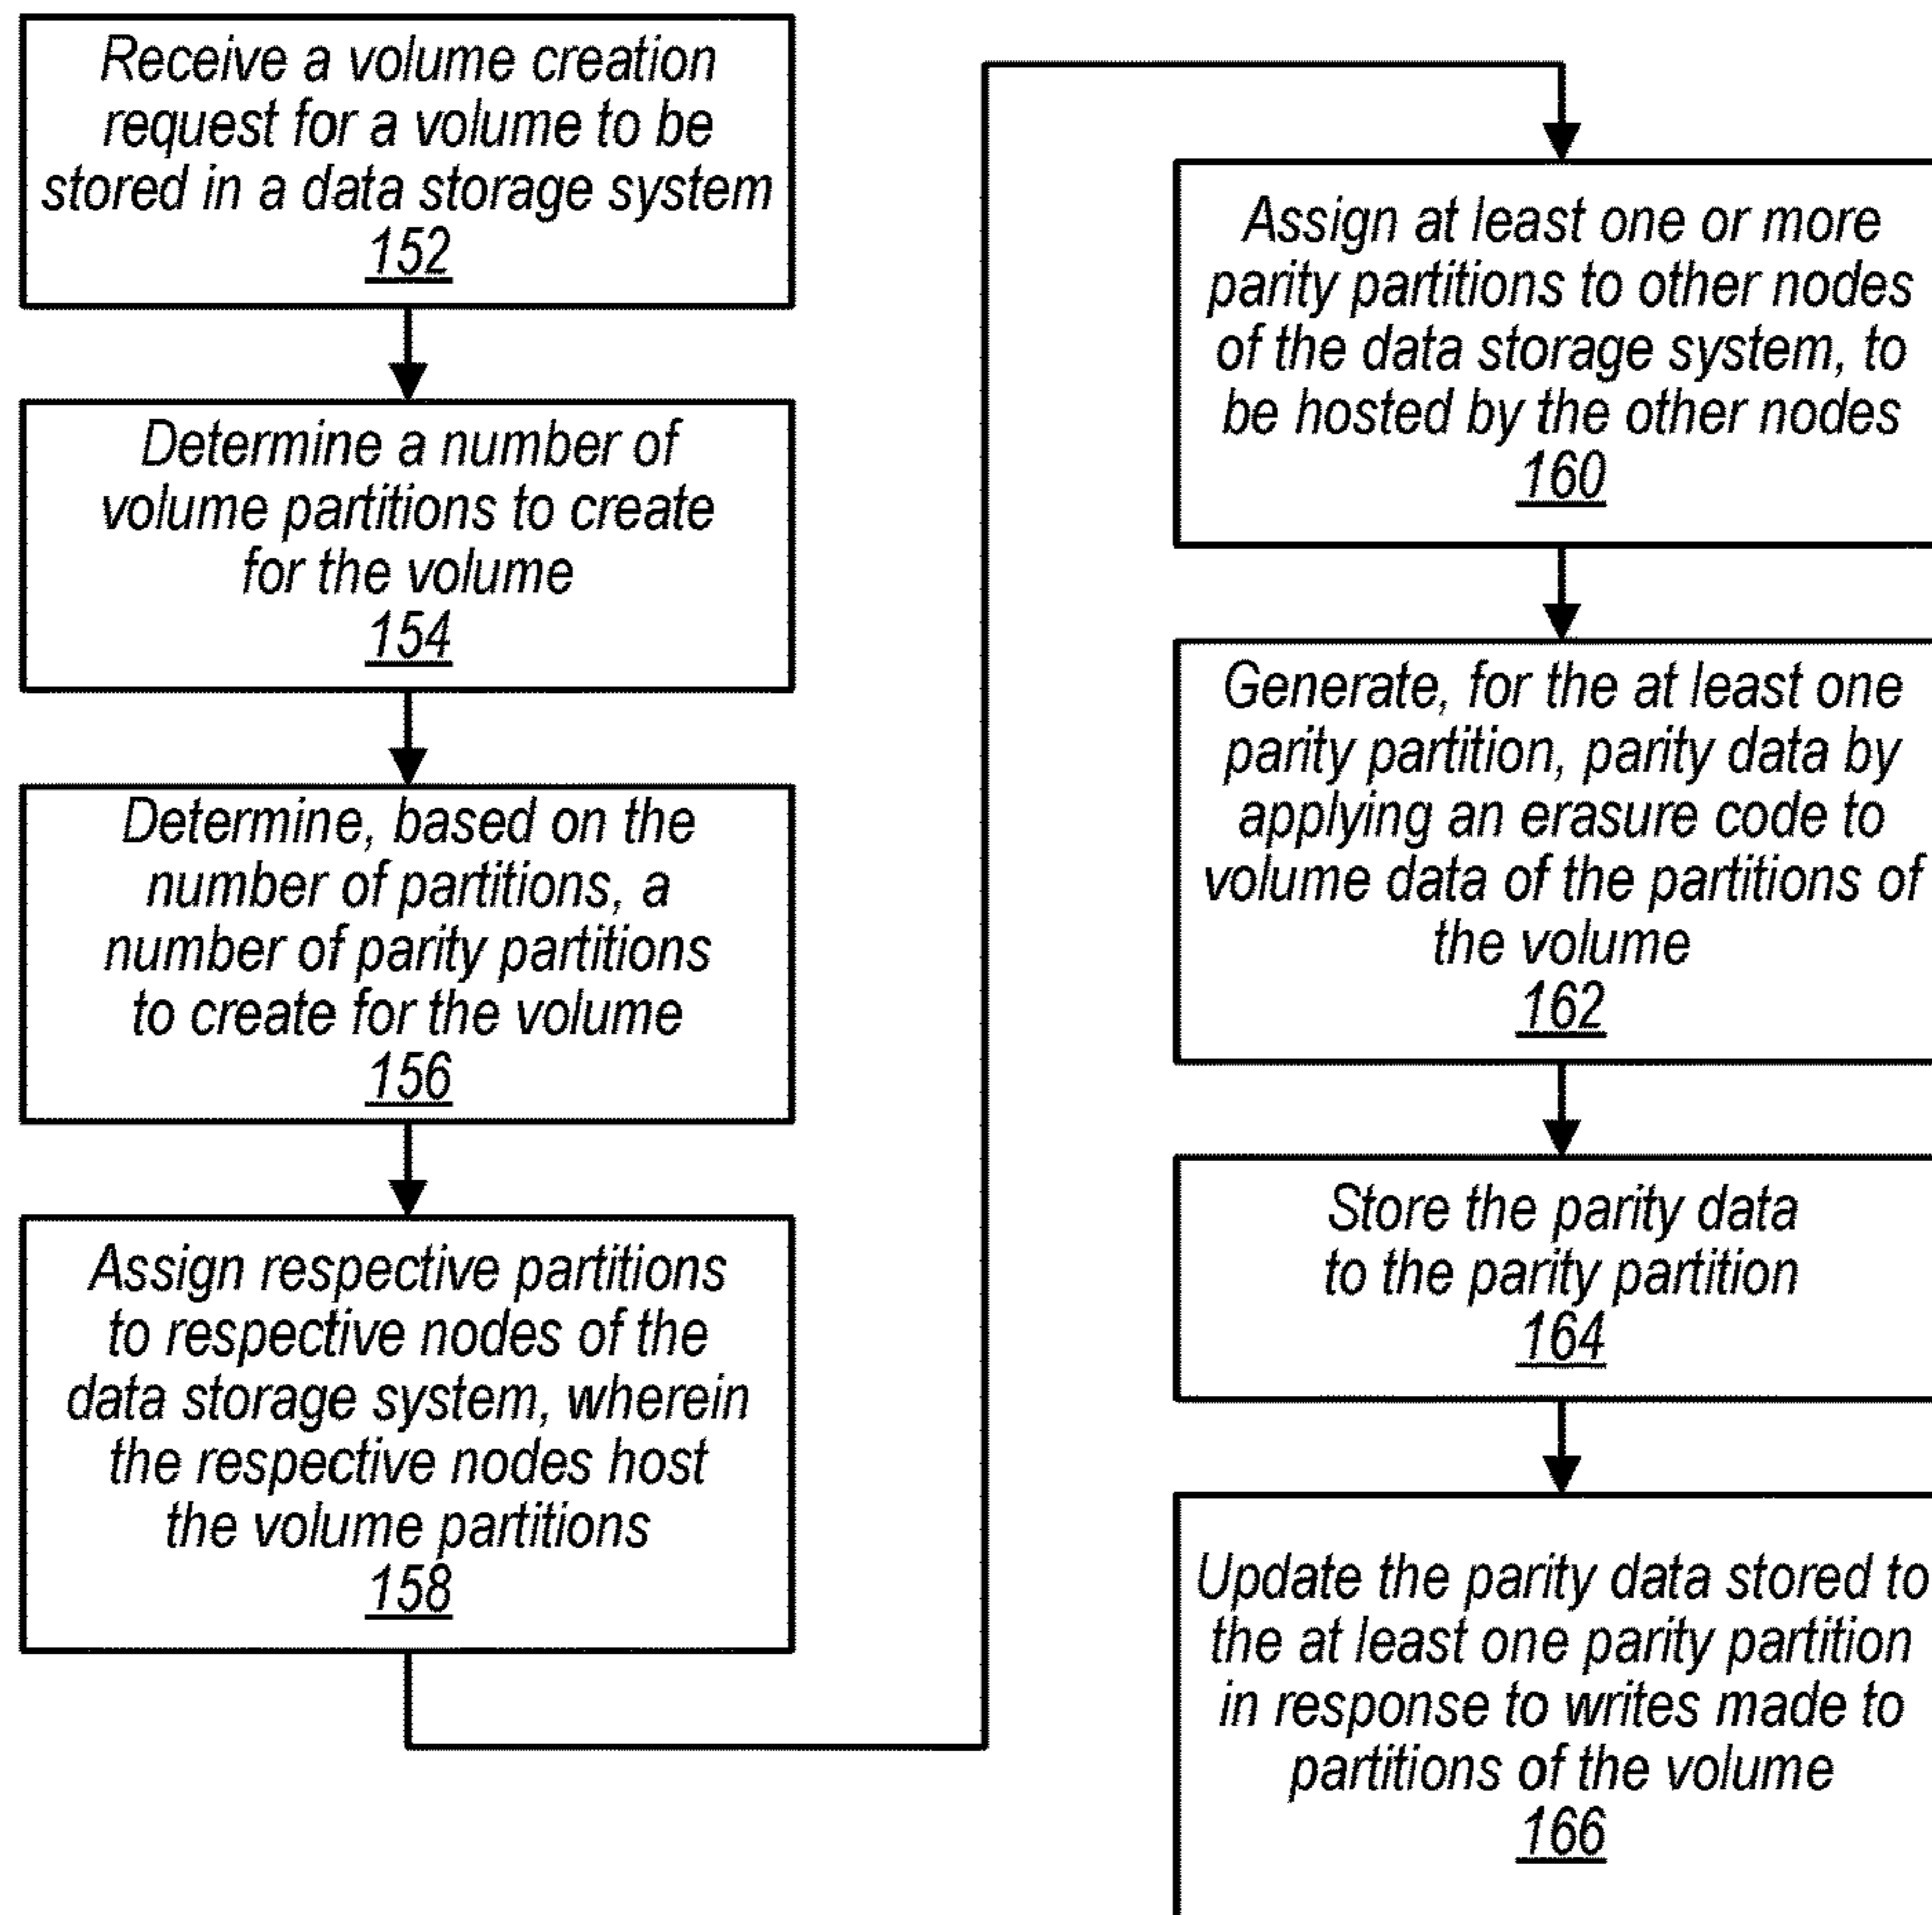 Receive a volume creation
request for a volume to be
stored in a data storage system
152
Determine a number of
volume partitions to create
for the volume
154
Determine, based on the
number of partitions, a
number of parity partitions
to create for the volume
156
Assign respective partitions
to respective nodes of the
data storage system, wherein
the respective nodes host
the volume partitions
158
Assign at least one or more
parity partitions to other nodes
of the data storage system, to
be hosted by the other nodes
160
Generate, for the at least one
parity partition, parity data by
applying an erasure code to
volume data of the partitions of
the volume
162
Store the parity data
to the parity partition
164
Update the parity data stored to
the at least one parity partition
in response to writes made to
partitions of the volume
166